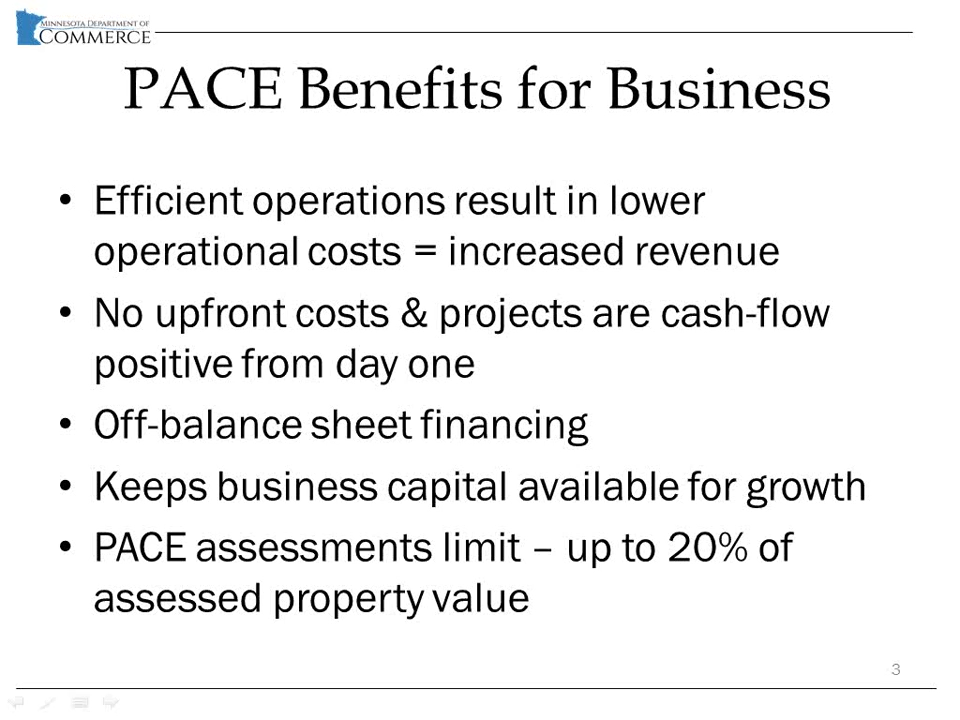 MINNESOTA DEPARTMENT OF
COMMERCE
PACE Benefits for Business
• Efficient operations result in lower
operational costs = increased revenue
• No upfront costs & projects are cash-flow
positive from day one
• Off-balance sheet financing
• Keeps business capital available for growth
• PACE assessments limit – up to 20% of
assessed property value
3